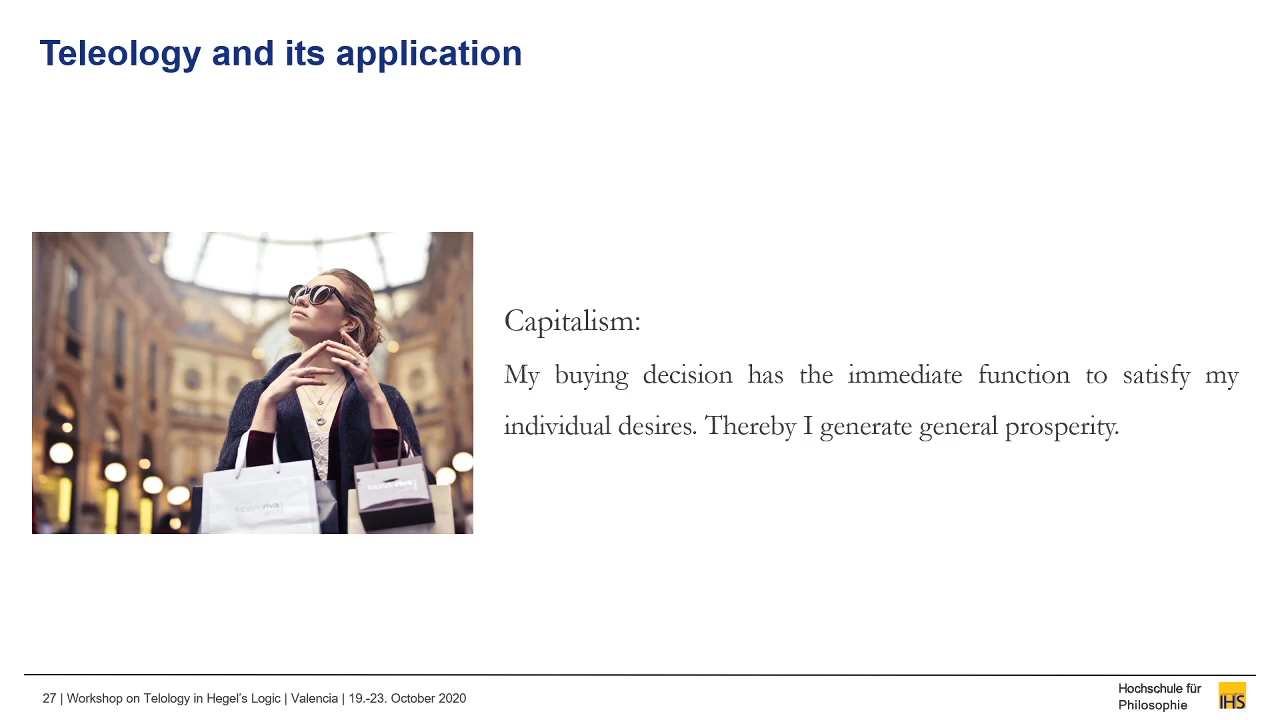 Teleology and its application
Capitalism:
My buying decision has the immediate function to satisfy my
individual desires. Thereby I generate general prosperity.
27 | Workshop on Telology in Hegel's Logic | Valencia | 19.-23. October 2020
Hochschule für
Philosophie
IHS